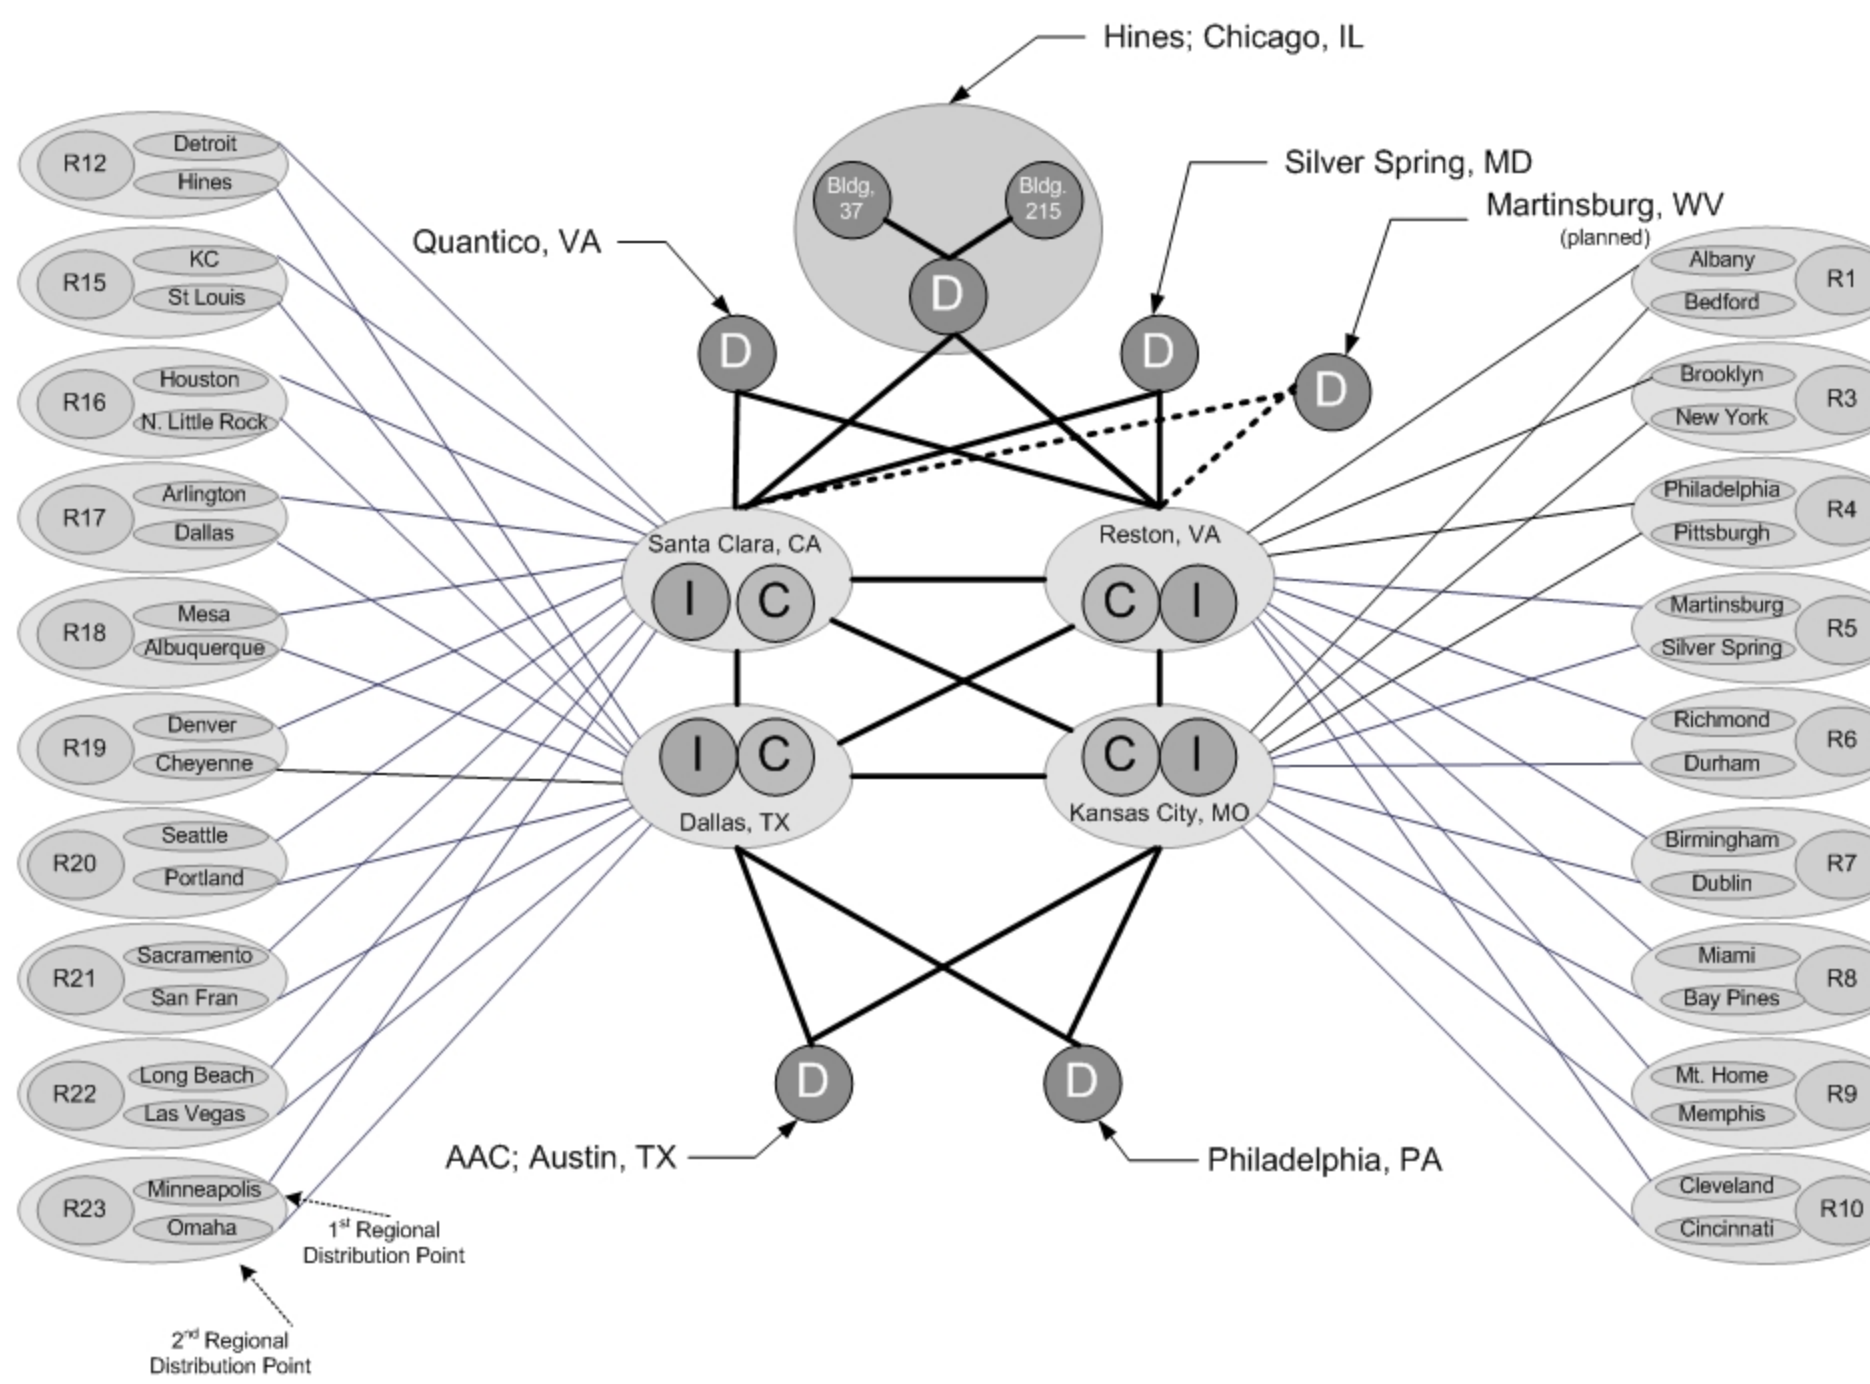 Hines; Chicago, IL
Silver Spring, MD
Martinsburg, WV
(planned)
Quantico, VA
Bldg,
37
Bldg.
215
D
D
D
D
R12
Detroit
Hines
R15
KC
St Louis
R16
Houston
N. Little Rock
R17
Arlington
Dallas
R18
Mesa
Albuquerque
R19
Denver
Cheyenne
R20
Seattle
Portland
R21
Sacramento
San Fran
R22
Long Beach
Las Vegas
R23
Minneapolis
Omaha
1st Regional
Distribution Point
2nd Regional
Distribution Point
Santa Clara, CA
I C
Reston, VA
C I
I C
Dallas, TX
C I
Kansas City, MO
D
D
AAC; Austin, TX
Philadelphia, PA
Albany
Bedford
R1
Brooklyn
New York
R3
Philadelphia
Pittsburgh
R4
Martinsburg
Silver Spring
R5
Richmond
Durham
R6
Birmingham
Dublin
R7
Miami
Bay Pines
R8
Mt. Home
Memphis
R9
Cleveland
Cincinnati
R10